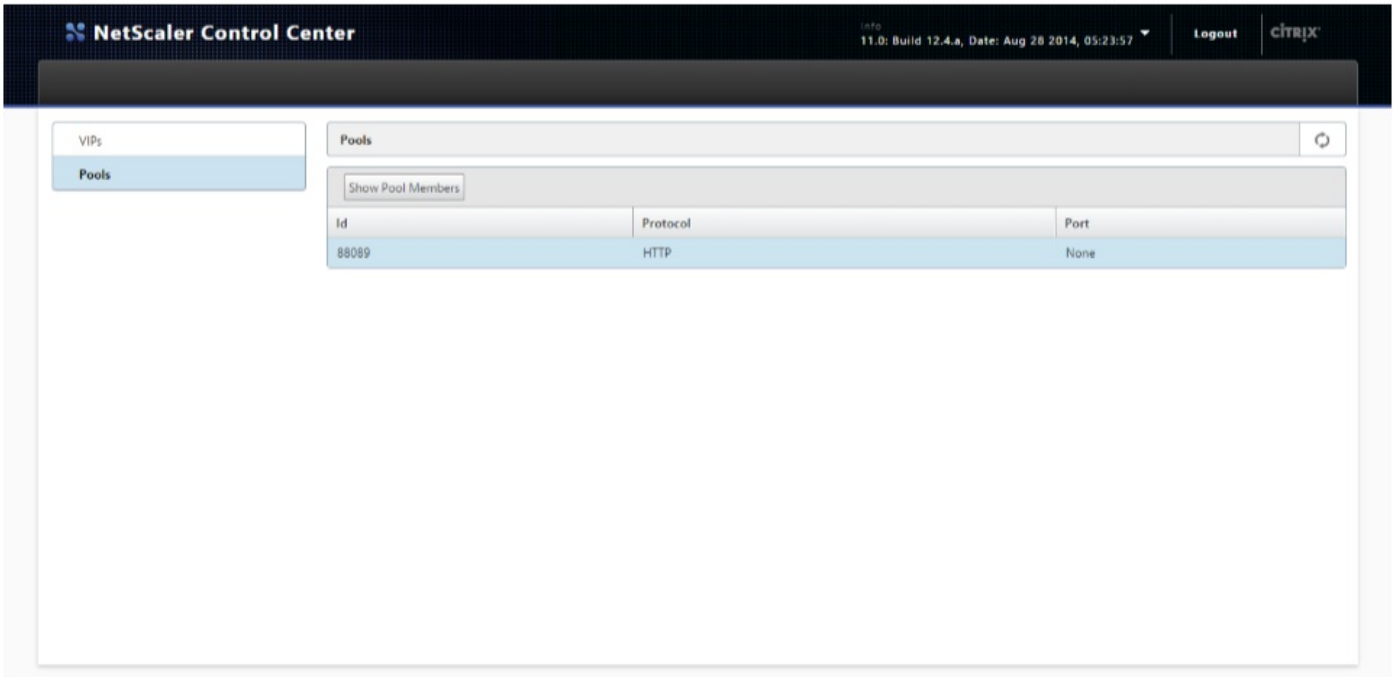 NetScaler Control Center
Info
11.0: Build 12.4.a, Date: Aug 28 2014, 05:23:57
Logout
CITRIX
VIPs
Pools
Pools
Show Pool Members
Id Protocol Port
88089 HTTP None